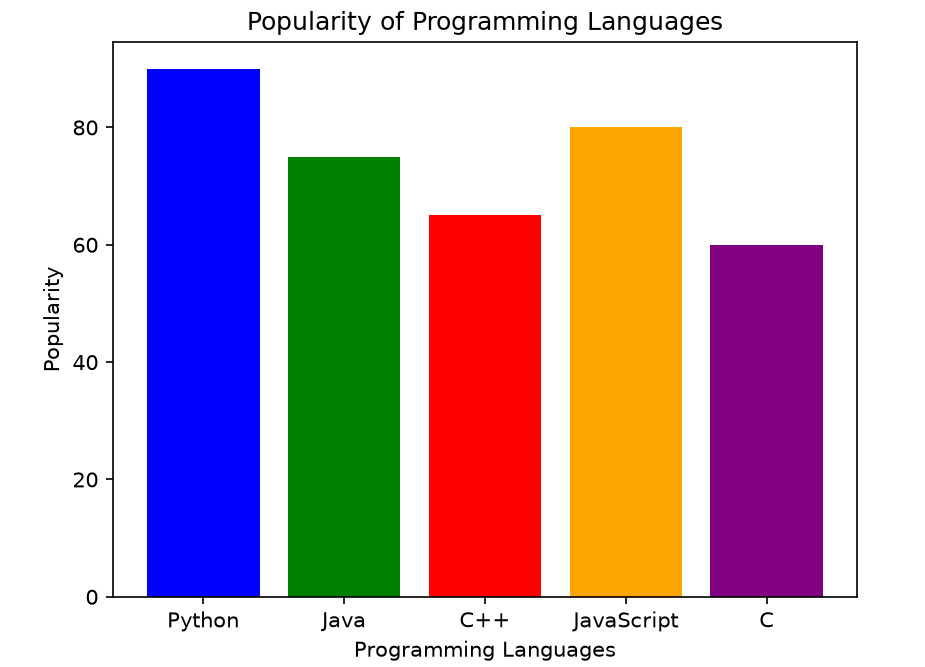 Popularity of Programming Languages
Popularity
80
60
40
20
0
Python Java C++ JavaScript C
Programming Languages